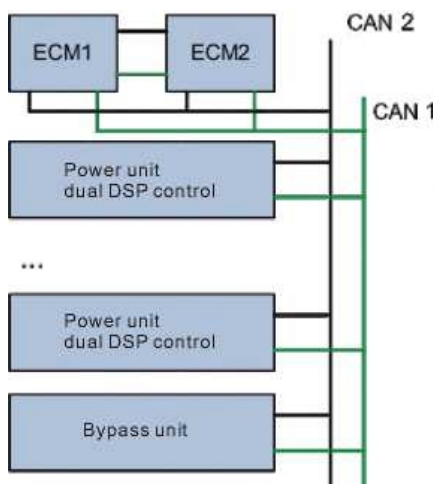 CAN 2
ECM1
ECM2
CAN 1
Power unit
dual DSP control
...
Power unit
dual DSP control
Bypass unit